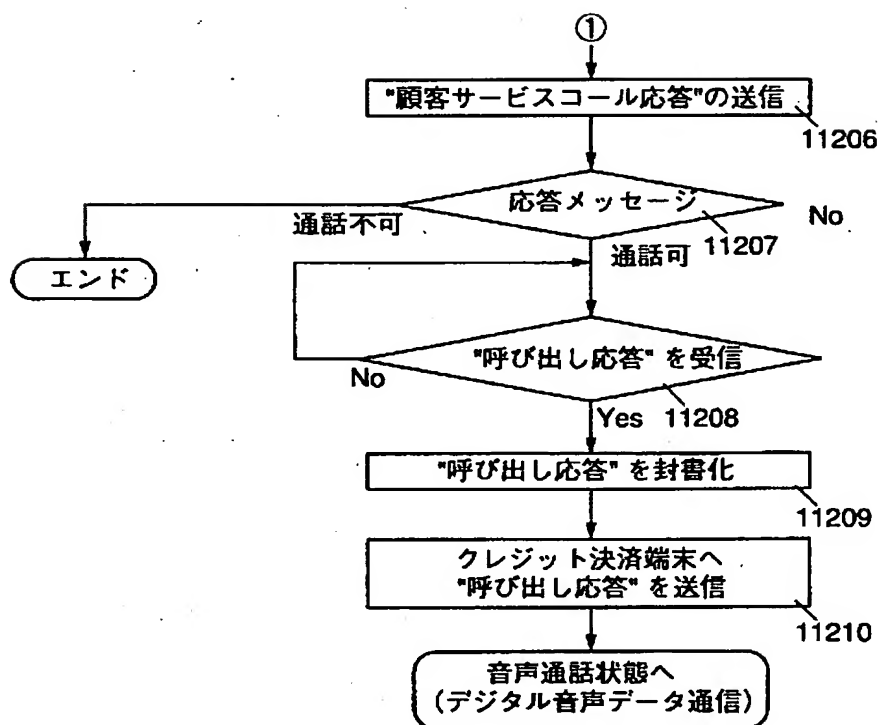 ①
"顧客サービスコール応答"の送信
11206
応答メッセージ
No
通話不可
11207
通話可
エンド
"呼び出し応答" を受信
No
Yes 11208
"呼び出し応答" を封書化
11209
クレジット決済端末へ
"呼び出し応答" を送信
11210
音声通話状態へ
(デジタル音声データ通信)